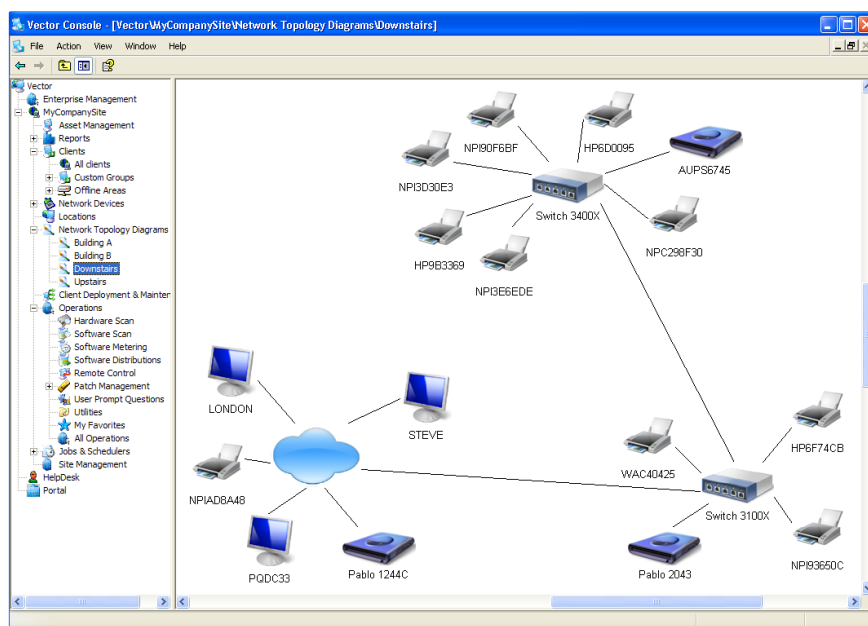 Vector Console - [Vector\MyCompanySite\Network Topology Diagrams\Downstairs]
File Action View Window Help
Vector
Enterprise Management
MyCompanySite
Asset Management
Reports
Clients
All clients
Custom Groups
Offline Areas
Network Devices
Locations
Network Topology Diagrams
Building A
Building B
Downstairs
Upstairs
Client Deployment & Mainter
Operations
Hardware Scan
Software Scan
Software Metering
Software Distributions
Remote Control
Patch Management
User Prompt Questions
Utilities
My Favorites
All Operations
Jobs & Schedulers
Site Management
HelpDesk
Portal
NPI90F6BF
HP6D0095
AUPS6745
NPI3D30E3
Switch 3400X
NPC298F30
HP9B3369
NPI3E6EDE
LONDON
STEVE
HP6F74CB
WAC40425
NPIAD8A48
Switch 3100X
PQDC33
Pablo 1244C
Pablo 2043
NPI93650C